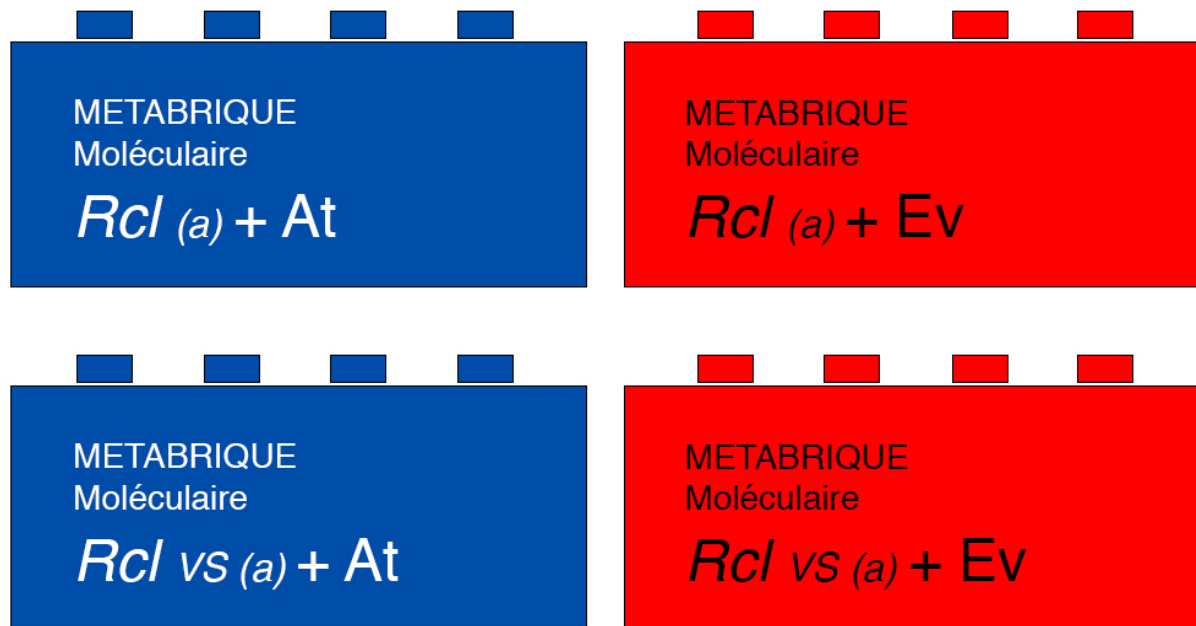 METABRIQUE
Moléculaire
Rcl (a) + At
METABRIQUE
Moléculaire
Rcl (a) + Ev
METABRIQUE
Moléculaire
Rcl VS (a) + At
METABRIQUE
Moléculaire
Rcl VS (a) + Ev